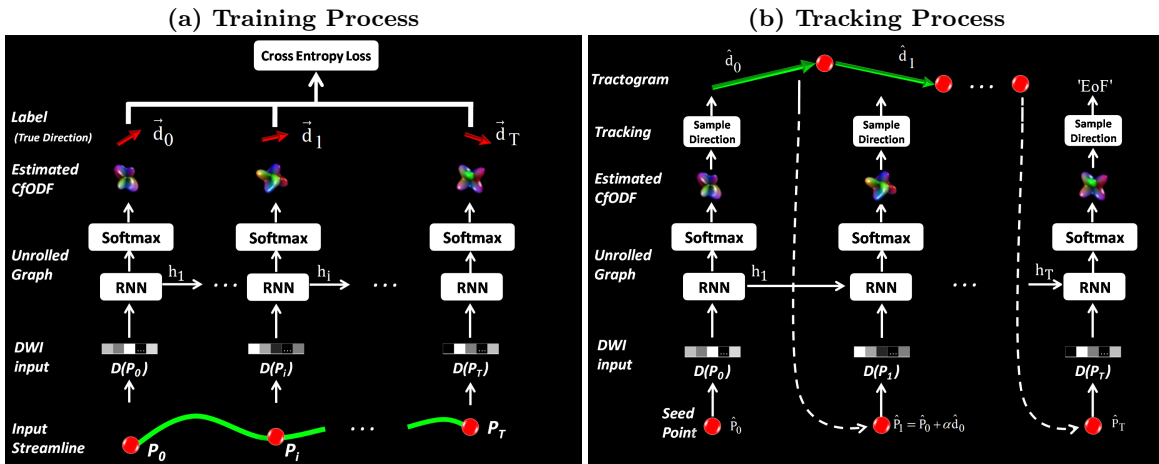 (a) Training Process
Cross Entropy Loss
Label
(True Direction)
d⃗0 d⃗1 d⃗T
Estimated
CfODF
Softmax Softmax Softmax
Unrolled
Graph
RNN h1 ... RNN hi ... RNN
DWI
input
... ... ...
D(P0) D(Pi) D(PT)
Input
Streamline
P0 Pi ... PT
(b) Tracking Process
Tractogram
d̂0 d̂1 ... 'EoF'
Tracking
Sample
Direction
Sample
Direction
Sample
Direction
Estimated
CfODF
Softmax Softmax Softmax
Unrolled
Graph
RNN h1 RNN ... hT RNN
DWI
input
... ... ...
D(P0) D(P1) D(PT)
Seed
Point
P̂0 P̂1 = P̂0 + αd̂0 P̂T